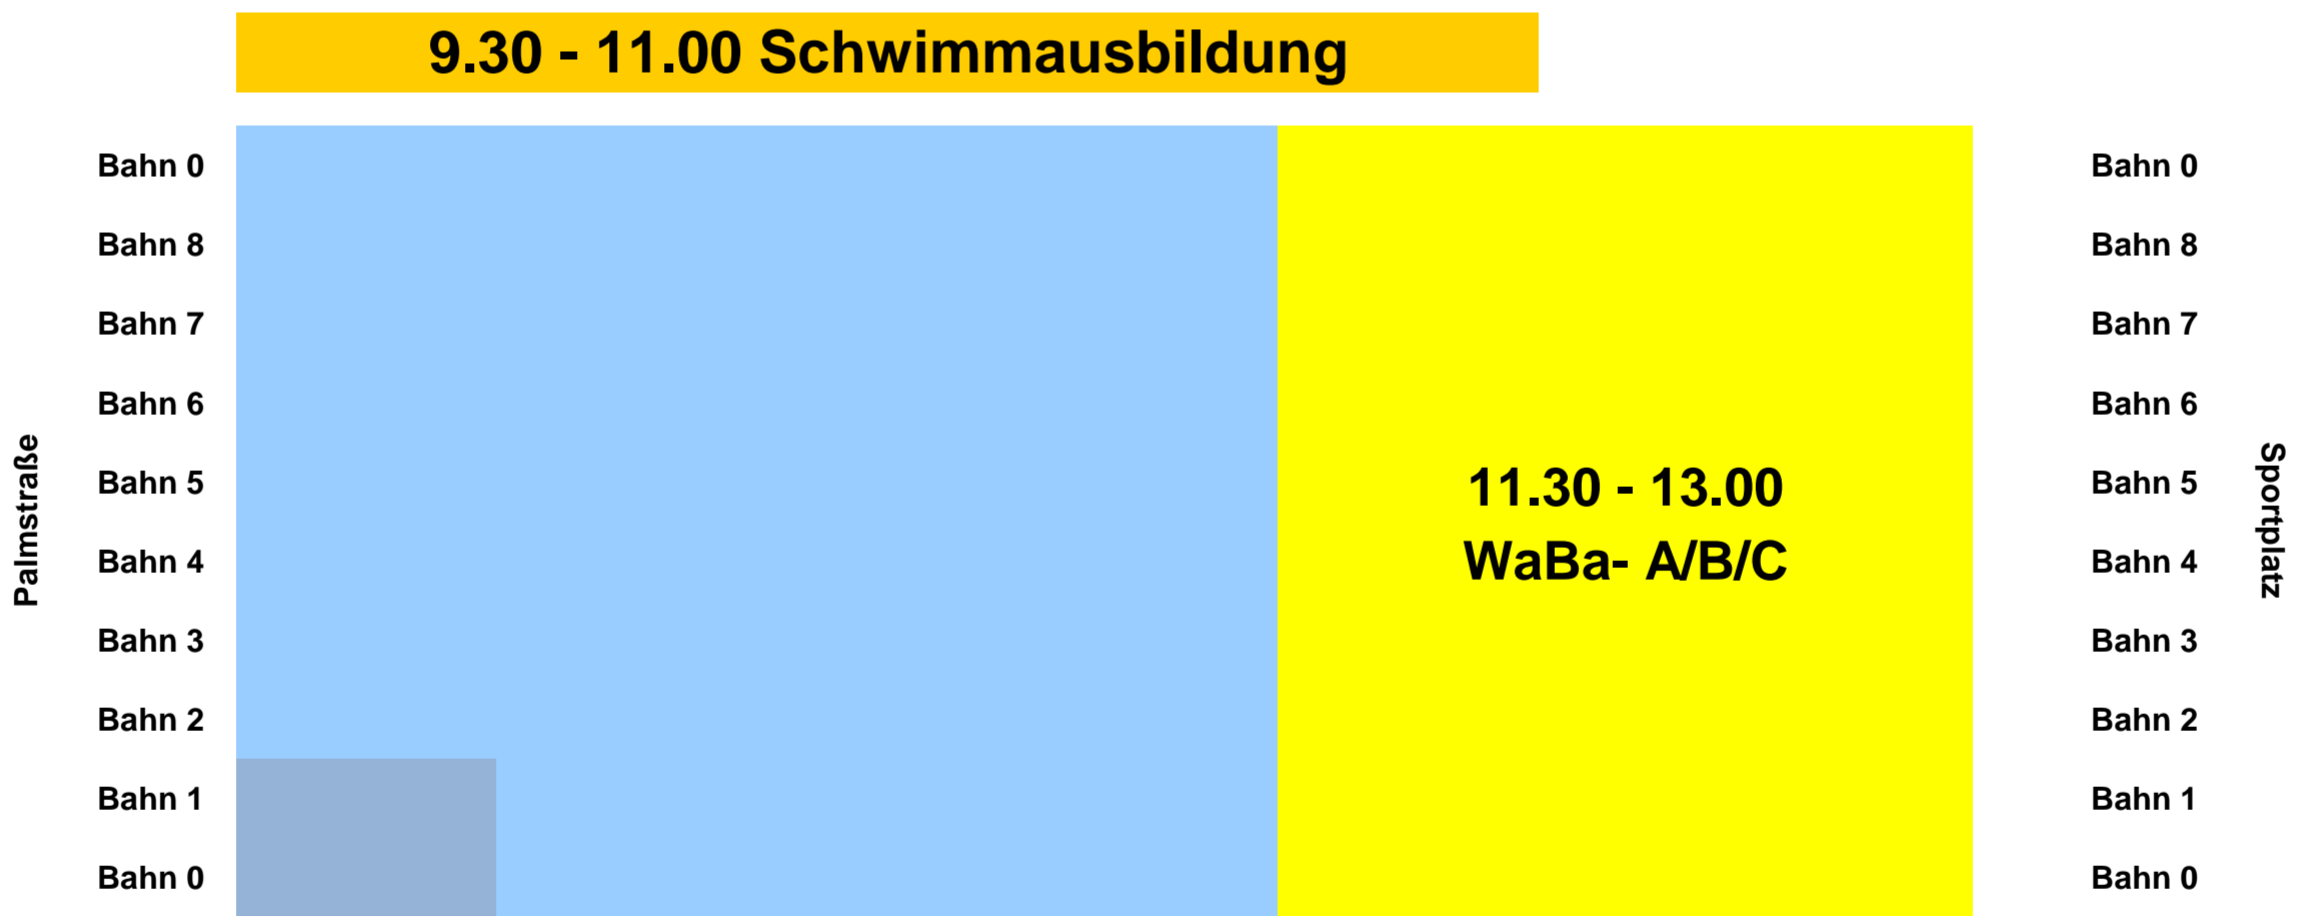 9.30 - 11.00 Schwimmausbildung
Bahn 0
Bahn 8
Bahn 7
Bahn 6
Bahn 5
Bahn 4
Bahn 3
Bahn 2
Bahn 1
Bahn 0
Palmstraße
11.30 - 13.00
WaBa- A/B/C
Bahn 0
Bahn 8
Bahn 7
Bahn 6
Bahn 5
Bahn 4
Bahn 3
Bahn 2
Bahn 1
Bahn 0
Sportplatz